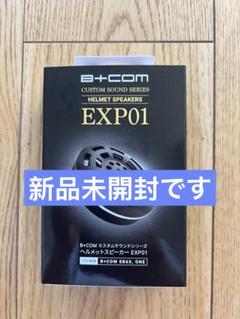 B+COM
CUSTOM SOUND SERIES
HELMET SPEAKERS
EXP01
新品未開封です
B+COM カスタムサウンドシリーズ
ヘルメットスピーカー EXP01
B+COM SB6X, ONE